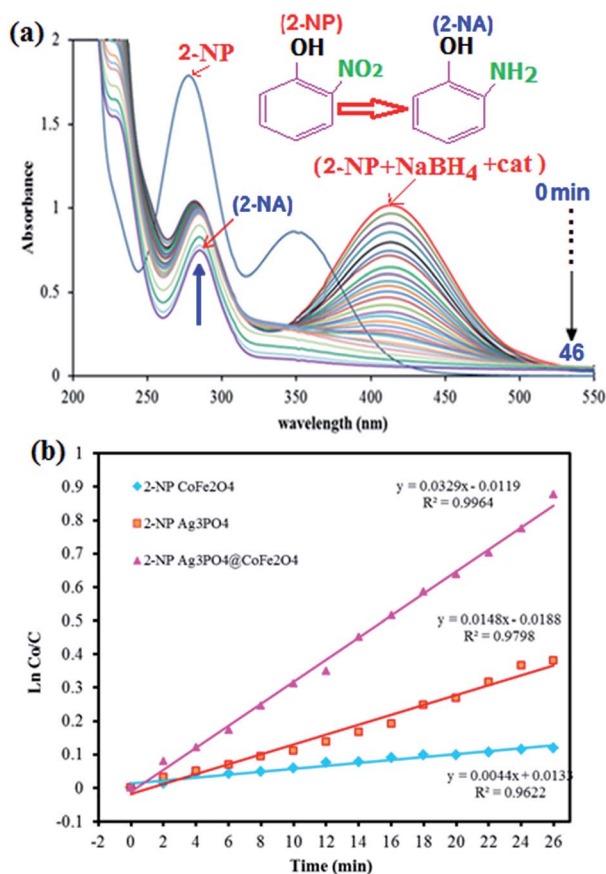 (a)
(2-NP)
(2-NA)
OH
OH
NO2
NH2
2-NP
(2-NP+NaBH4 +cat )
0 min
(2-NA)
46
Absorbance
2
1.5
1
0.5
0
200
250
300
350
400
450
500
550
wavelength (nm)
(b)
Ln Co/C
1
0.9
0.8
0.7
0.6
0.5
0.4
0.3
0.2
0.1
0
-0.1
2-NP CoFe2O4
2-NP Ag3PO4
2-NP Ag3PO4@CoFe2O4
y = 0.0329x - 0.0119
R² = 0.9964
y = 0.0148x - 0.0188
R² = 0.9798
y = 0.0044x + 0.0133
R² = 0.9622
-2
0
2
4
6
8
10
12
14
16
18
20
22
24
26
Time (min)